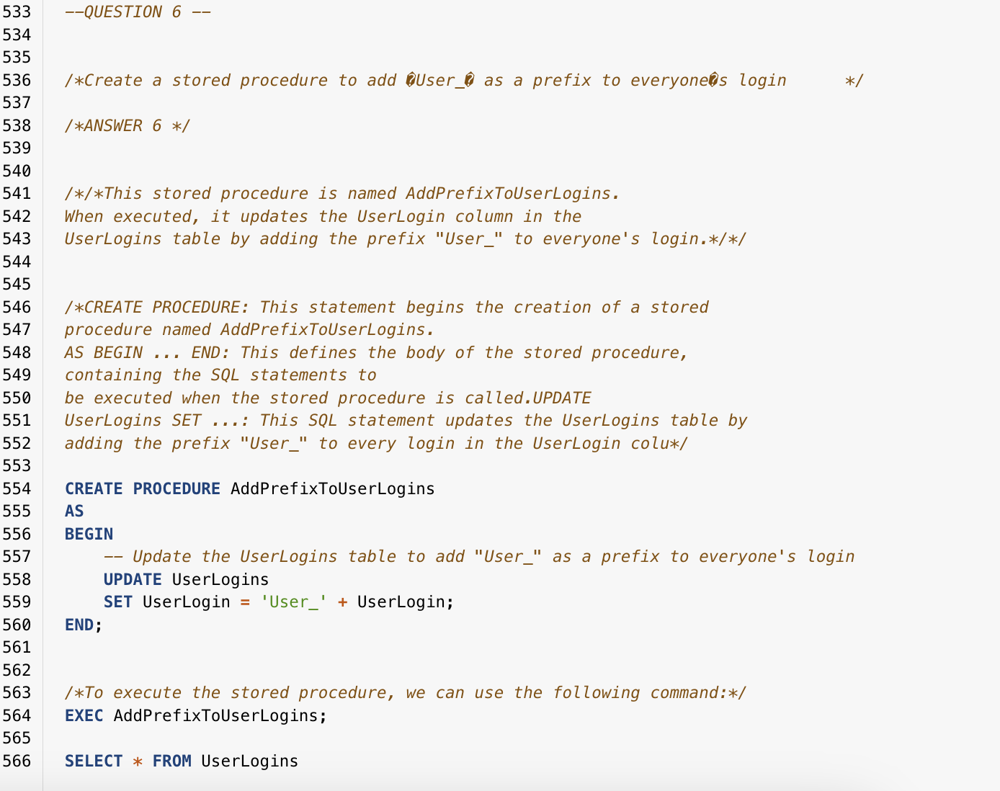 533 --QUESTION 6 --
534
535
536 /*Create a stored procedure to add �User_� as a prefix to everyone�s login      */
537
538 /*ANSWER 6 */
539
540
541 /*/*This stored procedure is named AddPrefixToUserLogins.
542 When executed, it updates the UserLogin column in the
543 UserLogins table by adding the prefix "User_" to everyone's login.*/*/
544
545
546 /*CREATE PROCEDURE: This statement begins the creation of a stored
547 procedure named AddPrefixToUserLogins.
548 AS BEGIN ... END: This defines the body of the stored procedure,
549 containing the SQL statements to
550 be executed when the stored procedure is called.UPDATE
551 UserLogins SET ...: This SQL statement updates the UserLogins table by
552 adding the prefix "User_" to every login in the UserLogin colu*/
553
554 CREATE PROCEDURE AddPrefixToUserLogins
555 AS
556 BEGIN
557     -- Update the UserLogins table to add "User_" as a prefix to everyone's login
558     UPDATE UserLogins
559     SET UserLogin = 'User_' + UserLogin;
560 END;
561
562
563 /*To execute the stored procedure, we can use the following command:*/
564 EXEC AddPrefixToUserLogins;
565
566 SELECT * FROM UserLogins